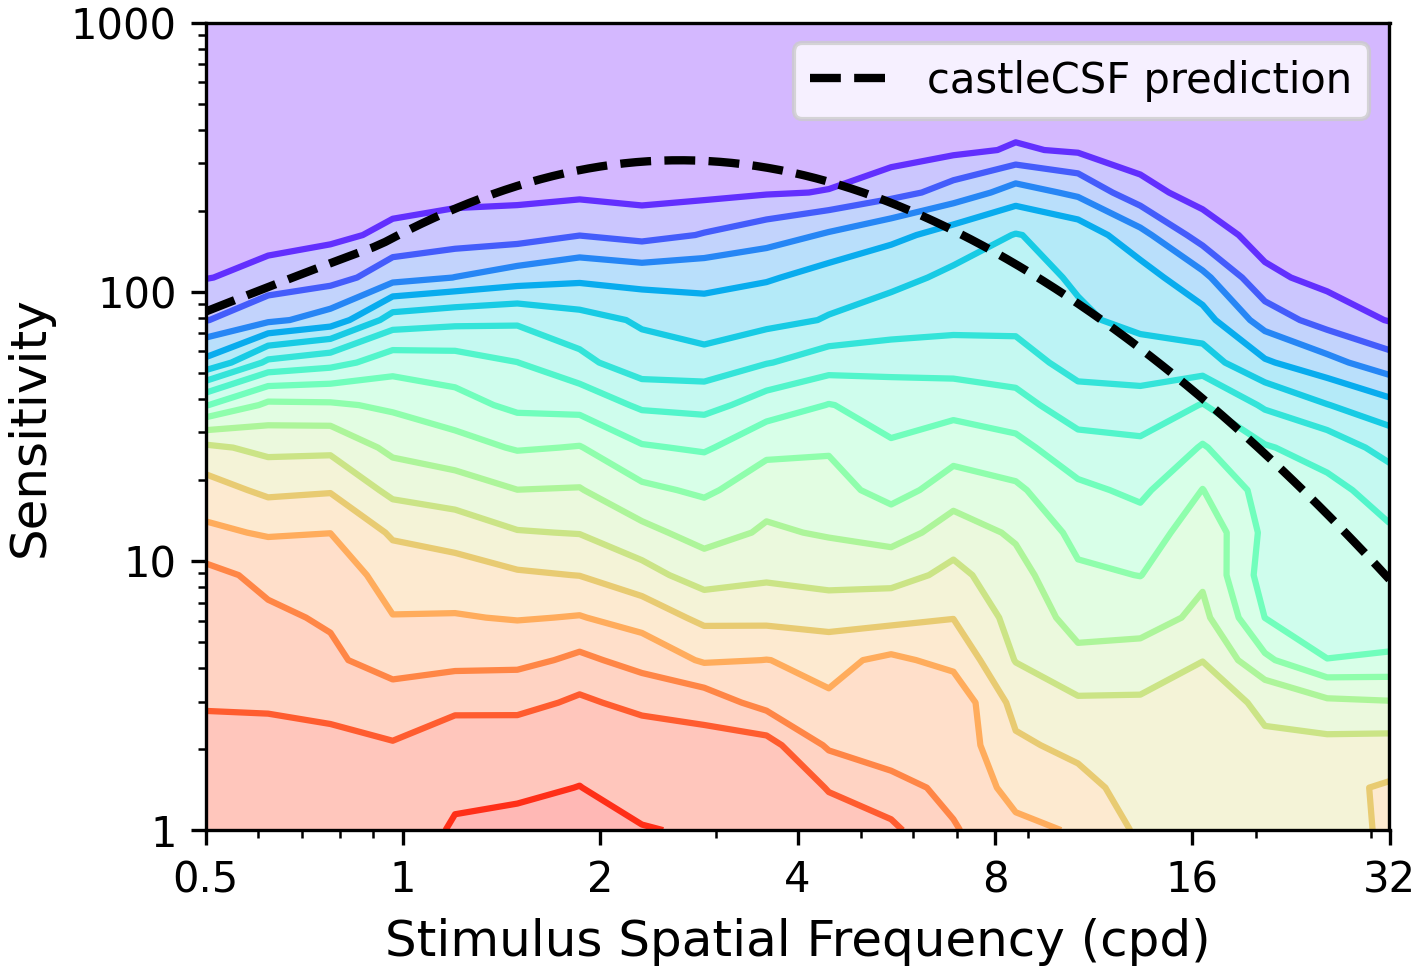 1000
castleCSF prediction
100
Sensitivity
10
1
0.5 1 2 4 8 16 32
Stimulus Spatial Frequency (cpd)